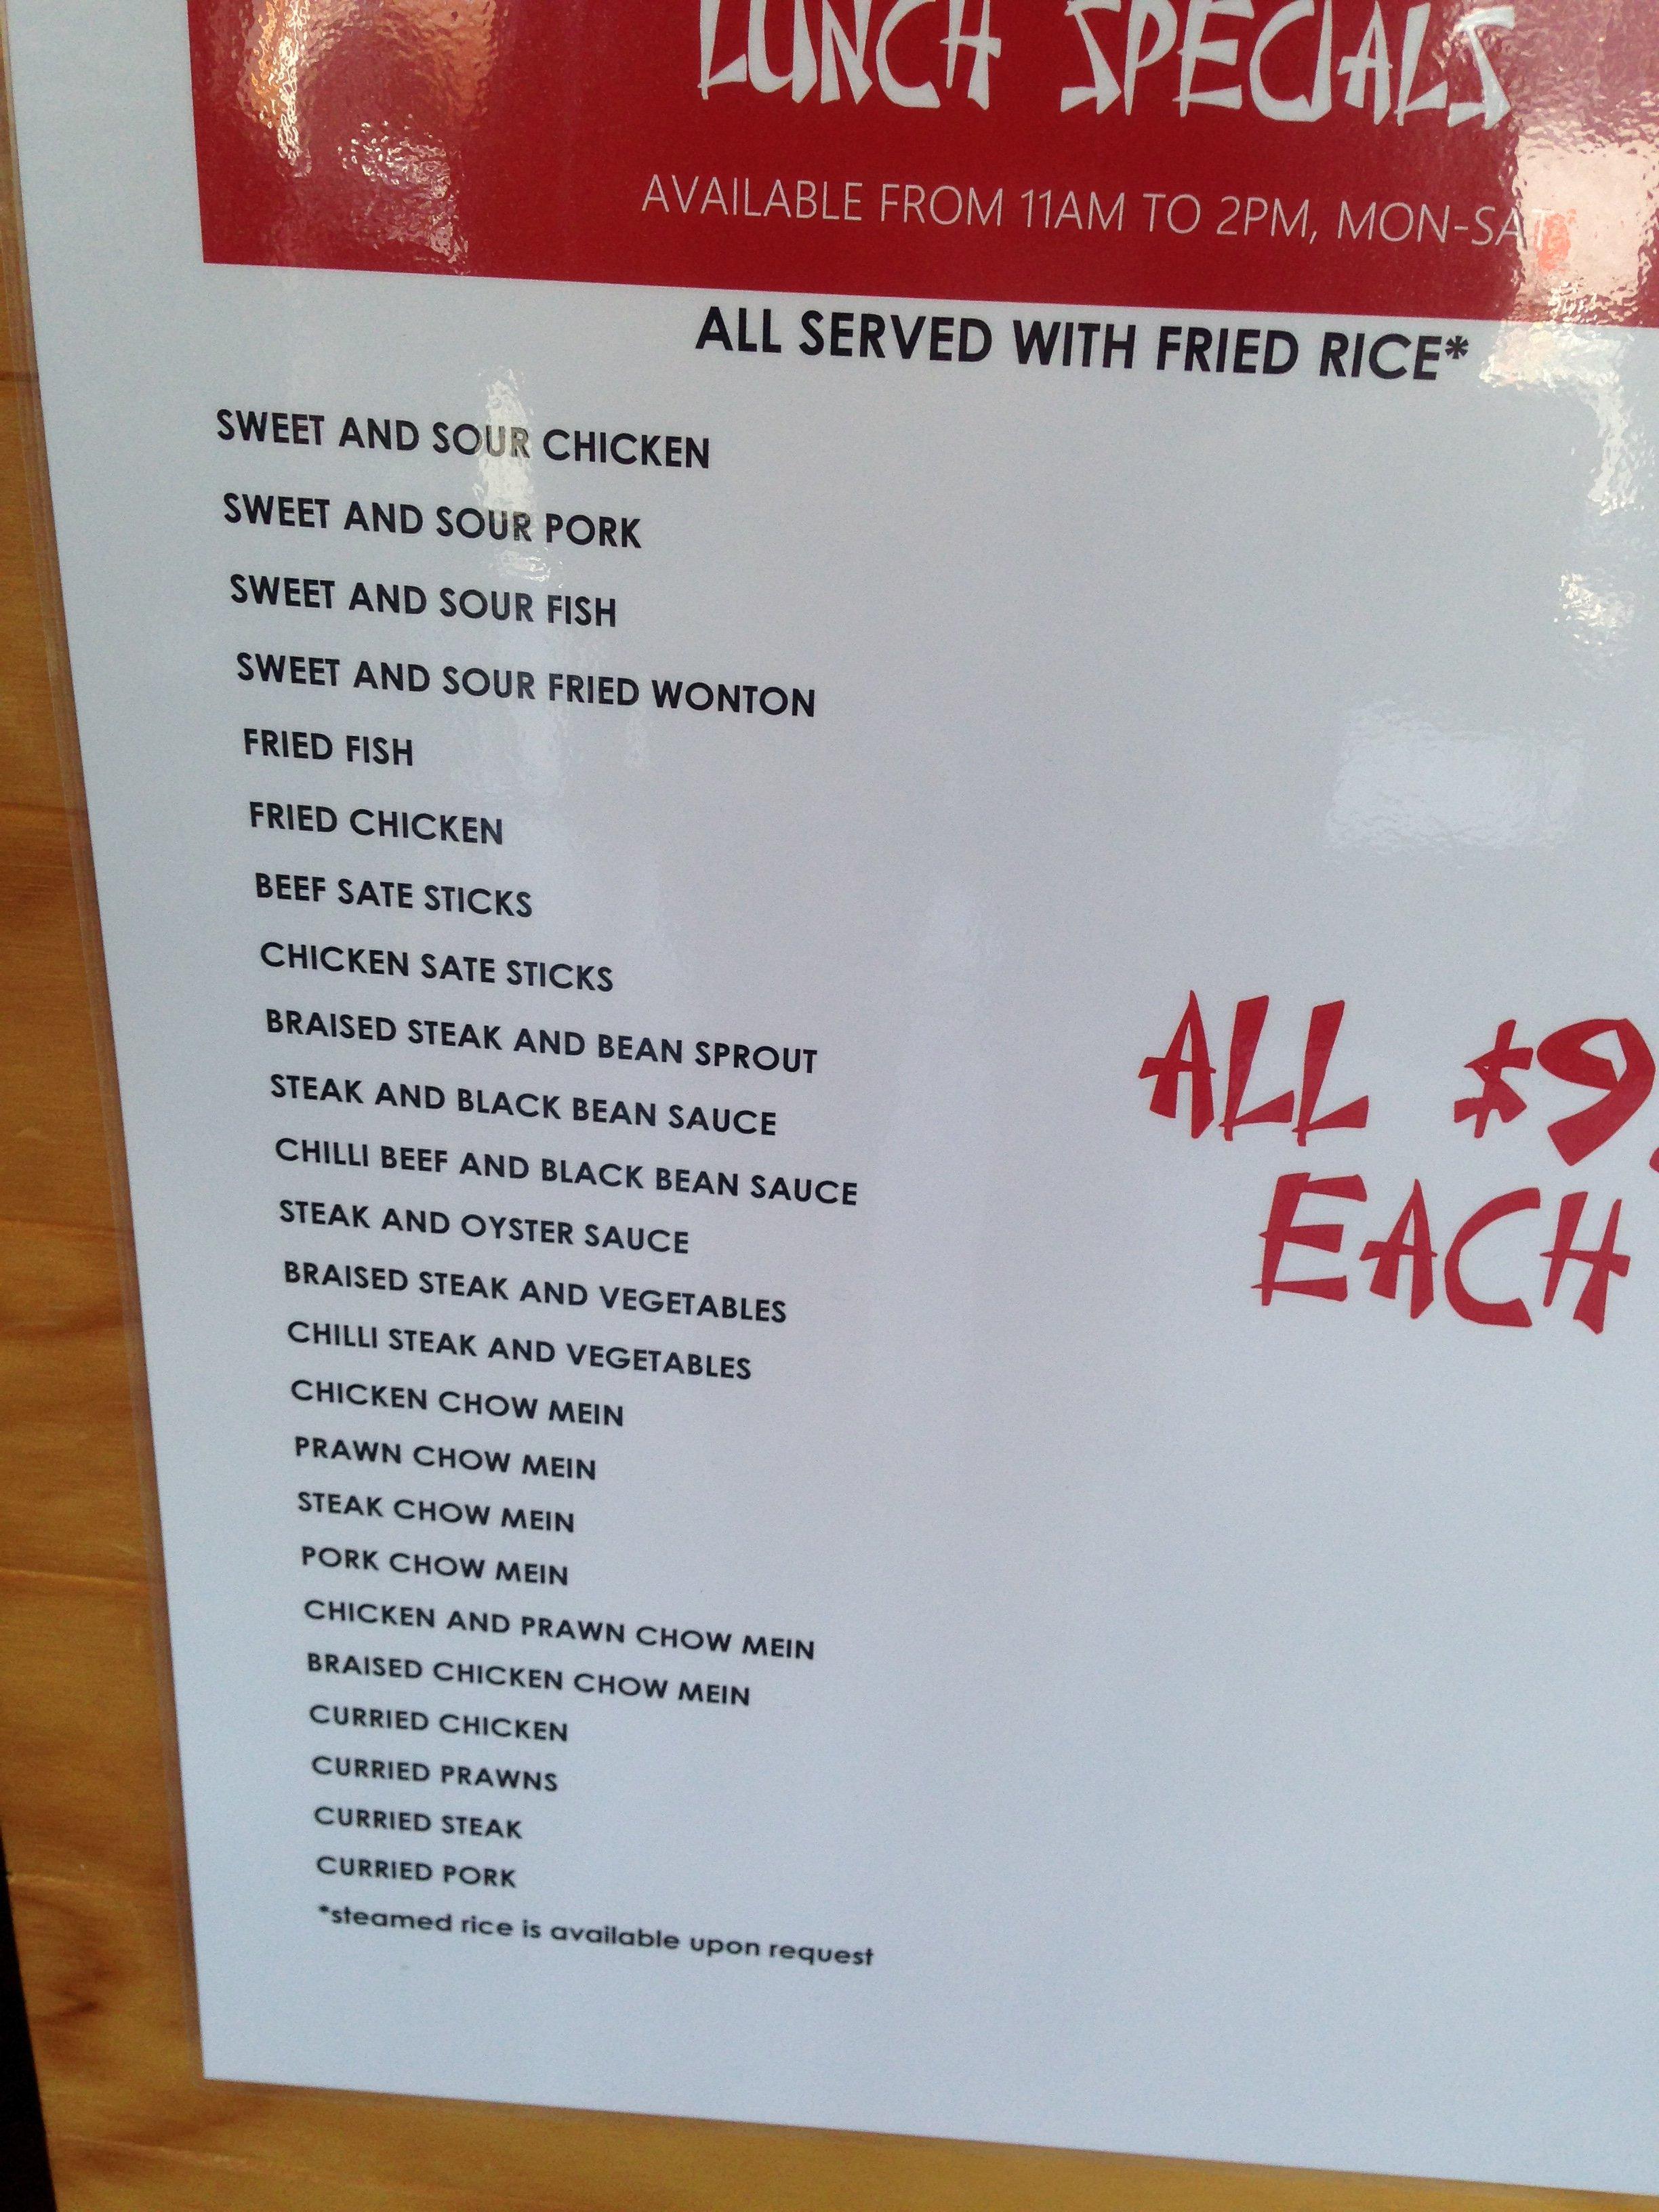 LUNCH SPECIALS
AVAILABLE FROM 11AM TO 2PM, MON-SAT
ALL SERVED WITH FRIED RICE*
SWEET AND SOUR CHICKEN
SWEET AND SOUR PORK
SWEET AND SOUR FISH
SWEET AND SOUR FRIED WONTON
FRIED FISH
FRIED CHICKEN
BEEF SATE STICKS
CHICKEN SATE STICKS
BRAISED STEAK AND BEAN SPROUT
STEAK AND BLACK BEAN SAUCE
CHILLI BEEF AND BLACK BEAN SAUCE
STEAK AND OYSTER SAUCE
BRAISED STEAK AND VEGETABLES
CHILLI STEAK AND VEGETABLES
CHICKEN CHOW MEIN
PRAWN CHOW MEIN
STEAK CHOW MEIN
PORK CHOW MEIN
CHICKEN AND PRAWN CHOW MEIN
BRAISED CHICKEN CHOW MEIN
CURRIED CHICKEN
CURRIED PRAWNS
CURRIED STEAK
CURRIED PORK
*steamed rice is available upon request
ALL $9.
EACH